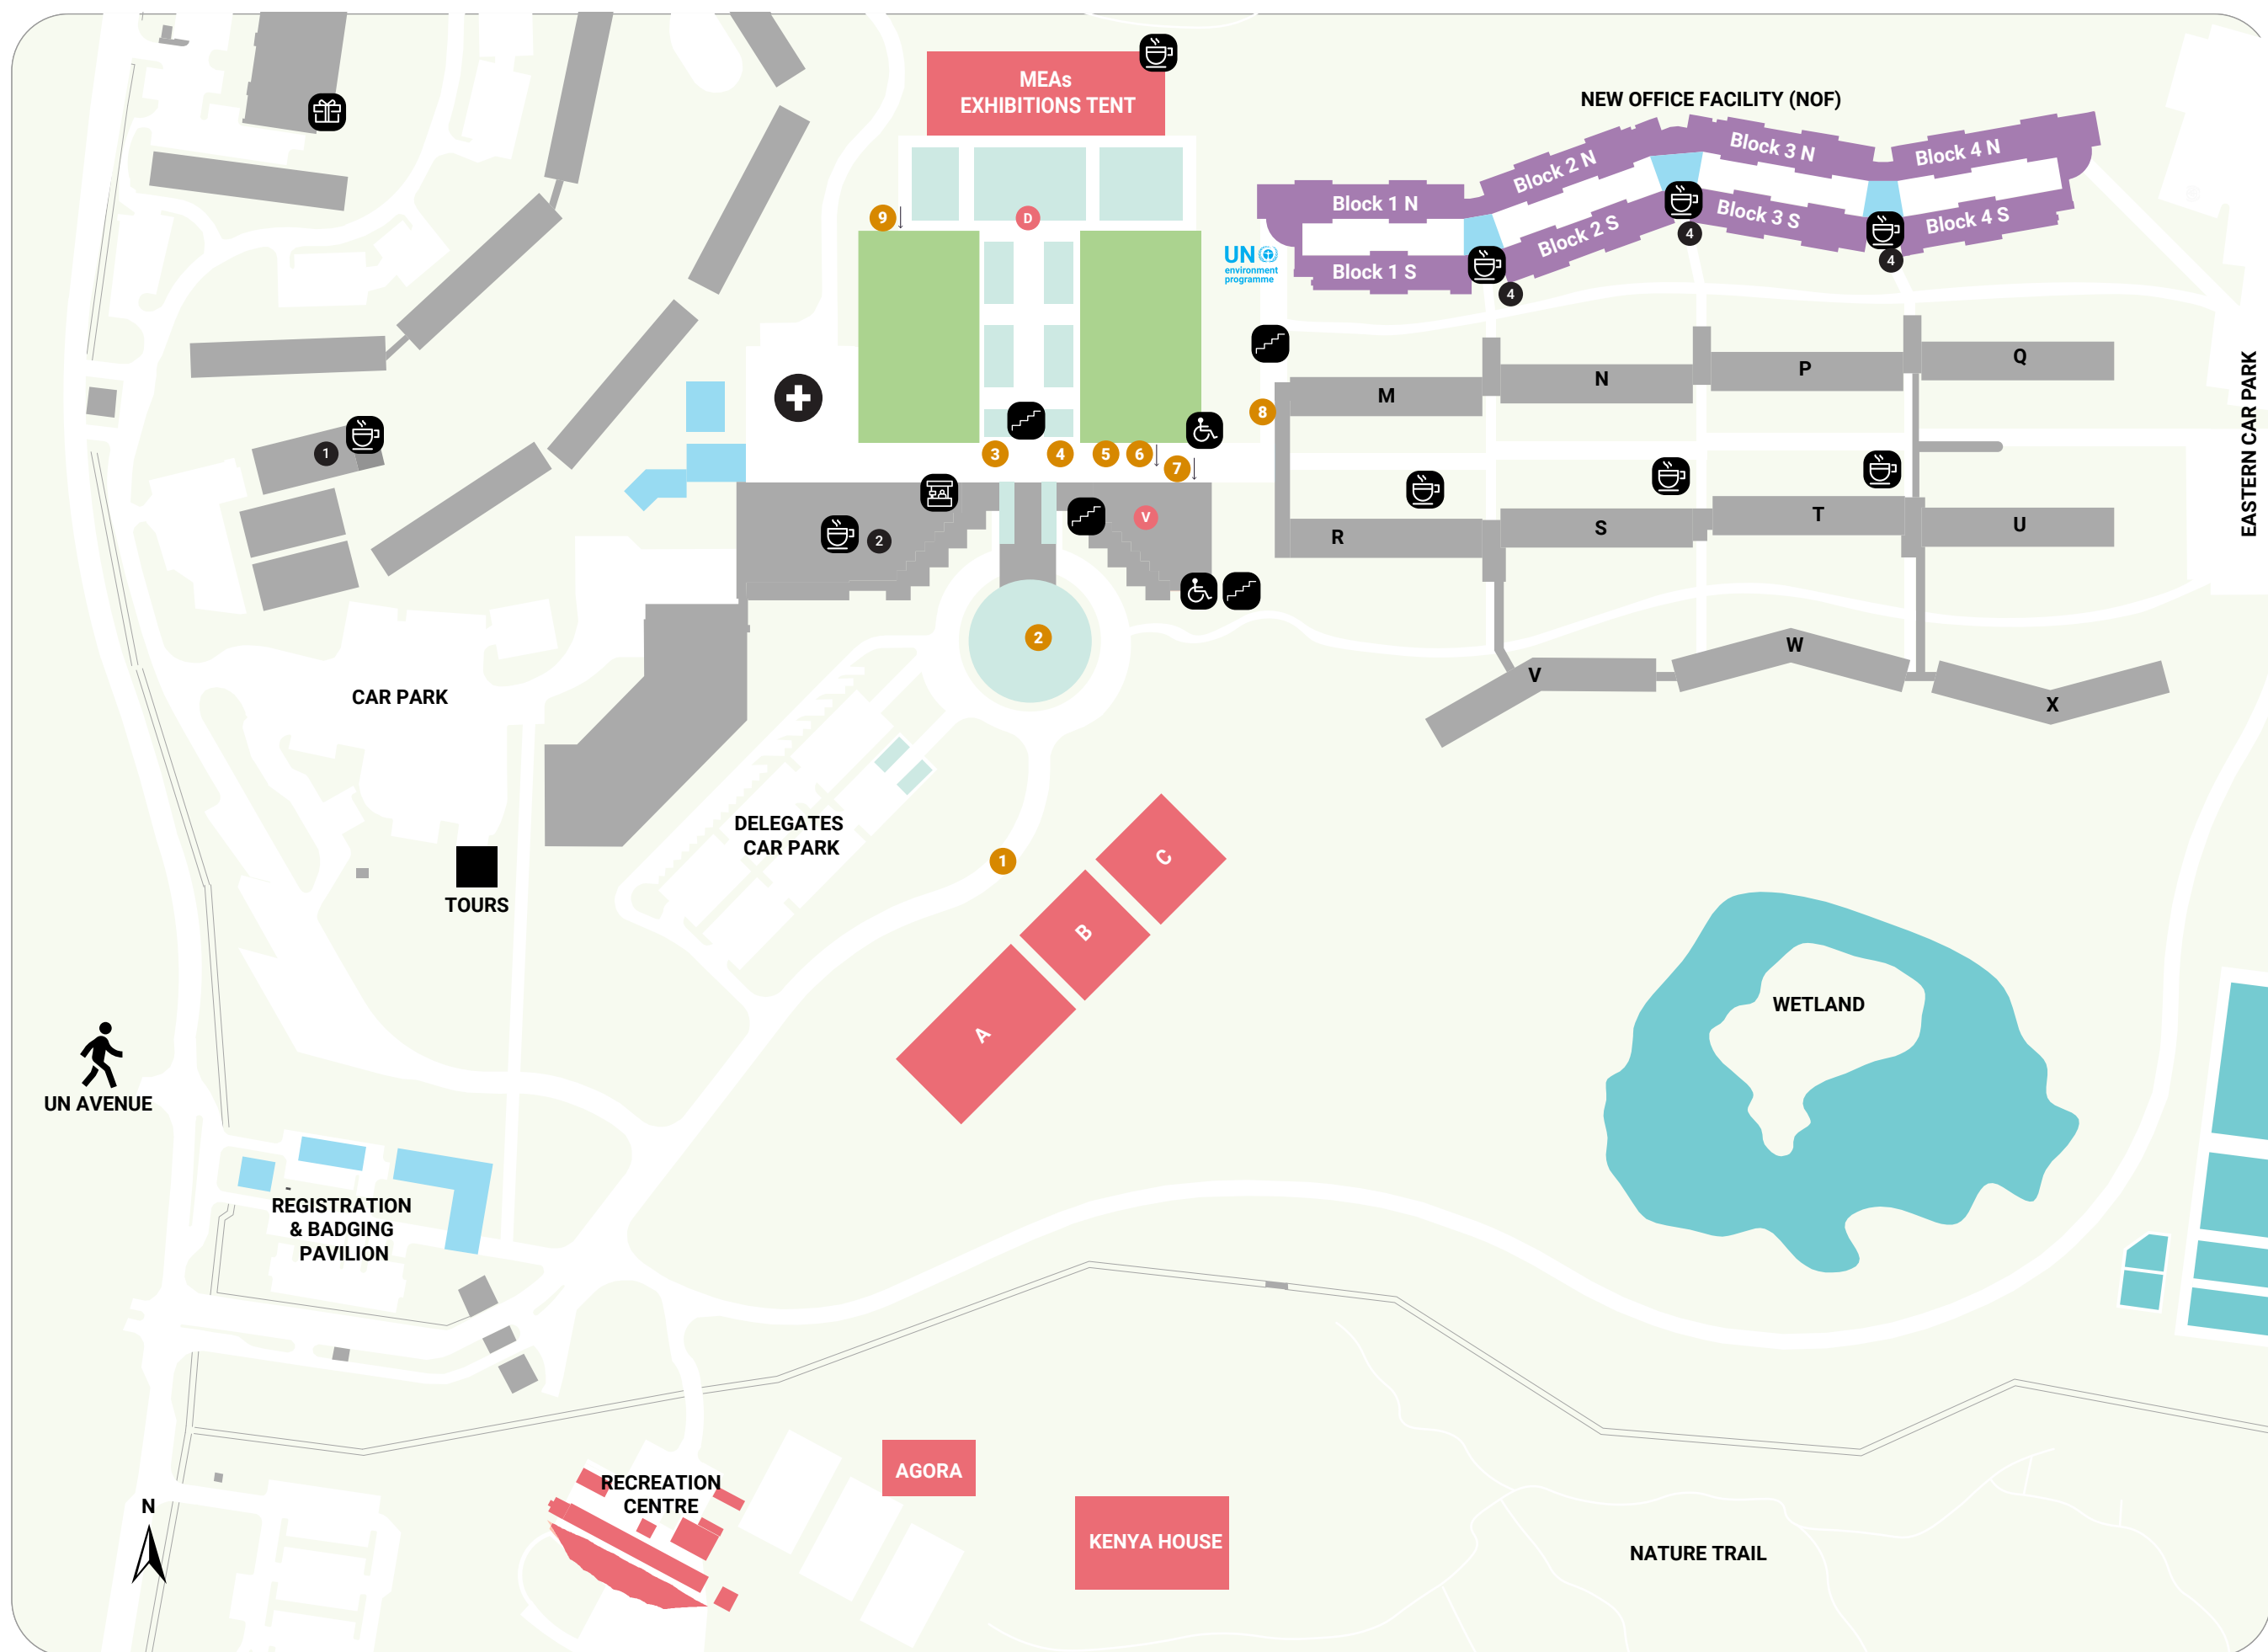 MEAs
EXHIBITIONS TENT
NEW OFFICE FACILITY (NOF)
Block 1 N
Block 2 N
Block 3 N
Block 4 N
Block 1 S
Block 2 S
Block 3 S
Block 4 S
4
4
4
UN
environment
programme
9
D
M
N
P
Q
8
3
4
5
6
7
1
2
V
R
S
T
U
EASTERN CAR PARK
2
V
W
X
CAR PARK
DELEGATES
CAR PARK
1
TOURS
C
B
A
WETLAND
UN AVENUE
REGISTRATION
& BADGING
PAVILION
AGORA
RECREATION
CENTRE
KENYA HOUSE
NATURE TRAIL
N